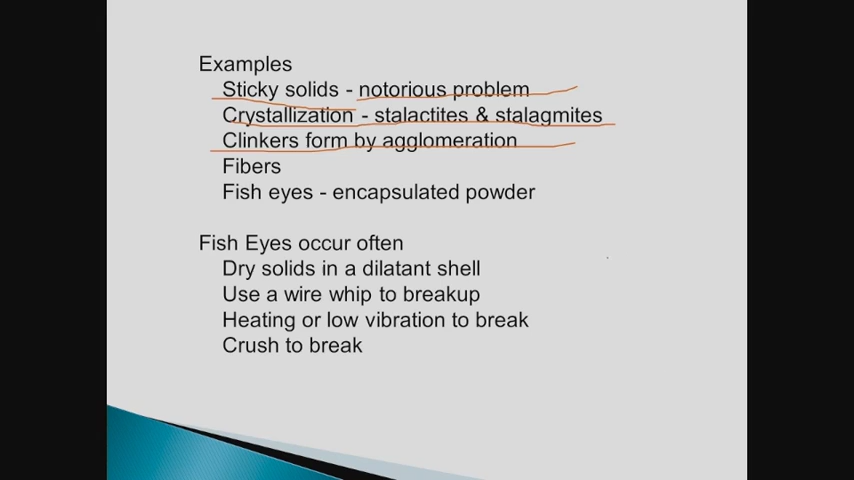 Examples
Sticky solids - notorious problem
Crystallization - stalactites & stalagmites
Clinkers form by agglomeration
Fibers
Fish eyes - encapsulated powder
Fish Eyes occur often
Dry solids in a dilatant shell
Use a wire whip to breakup
Heating or low vibration to break
Crush to break